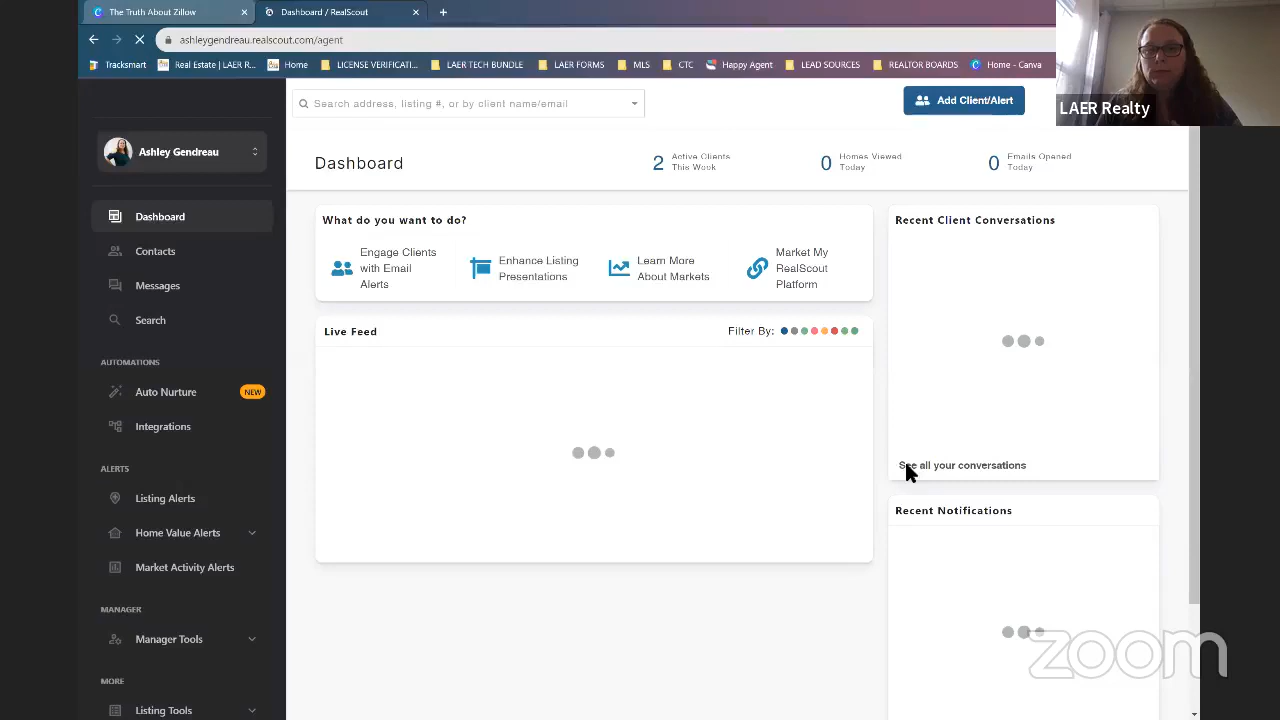 The Truth About Zillow
Dashboard / RealScout
ashleygendreau.realscout.com/agent
Tracksmart
Real Estate | LAER R...
Home
LICENSE VERIFICATI...
LAER TECH BUNDLE
LAER FORMS
MLS
CTC
Happy Agent
LEAD SOURCES
REALTOR BOARDS
Home - Canva
LAER Realty
Search address, listing #, or by client name/email
Add Client/Alert
Ashley Gendreau
Dashboard
Contacts
Messages
Search
AUTOMATIONS
Auto Nurture
NEW
Integrations
ALERTS
Listing Alerts
Home Value Alerts
Market Activity Alerts
MANAGER
Manager Tools
MORE
Listing Tools
Dashboard
2 Active Clients
This Week
0 Homes Viewed
Today
0 Emails Opened
Today
What do you want to do?
Engage Clients
with Email
Alerts
Enhance Listing
Presentations
Learn More
About Markets
Market My
RealScout
Platform
Live Feed
Filter By:
Recent Client Conversations
See all your conversations
Recent Notifications
zoom